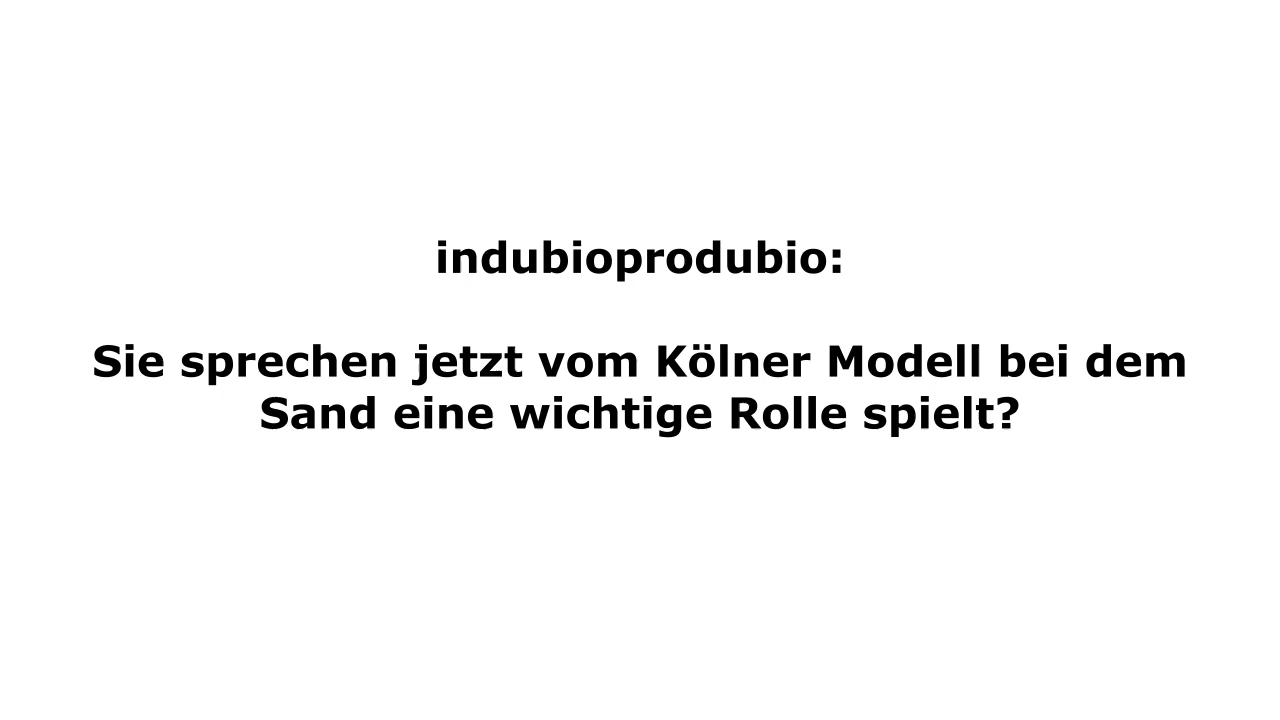 indubioprodubio:
Sie sprechen jetzt vom Kölner Modell bei dem
Sand eine wichtige Rolle spielt?